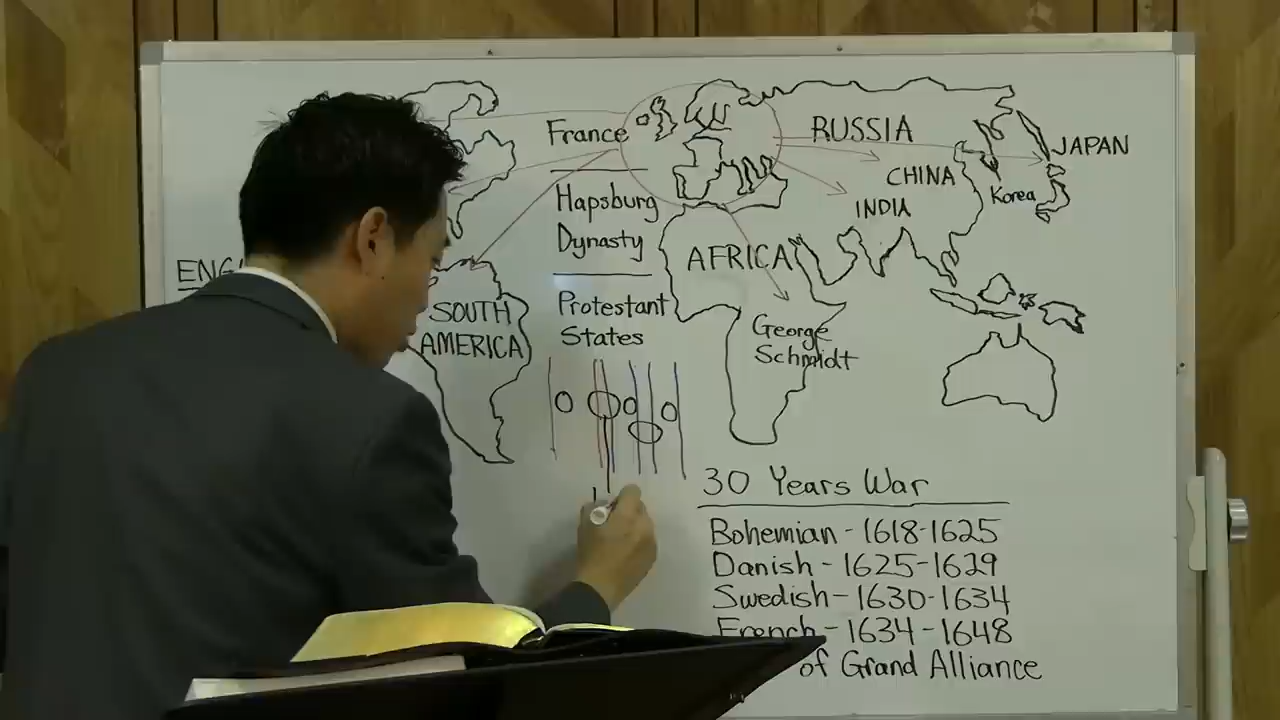 France
RUSSIA
JAPAN
CHINA
Korea
Hapsburg
Dynasty
INDIA
AFRICA
ENG
SOUTH
AMERICA
Protestant
States
George
Schmidt
30 Years War
Bohemian - 1618-1625
Danish - 1625-1629
Swedish - 1630-1634
French - 1634-1648
of Grand Alliance